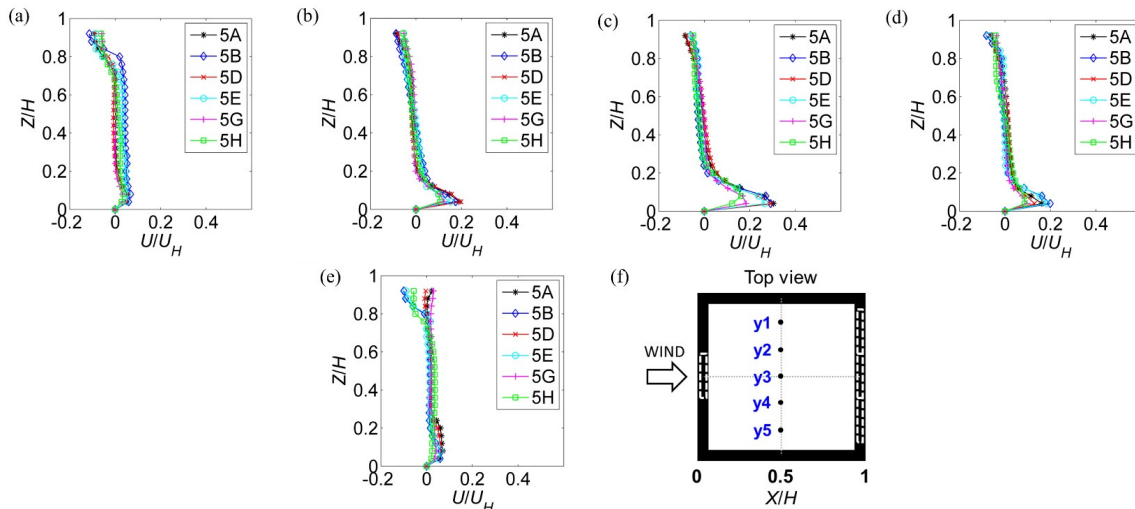 (a)
1
0.8
0.6
0.4
0.2
0
Z/H
-0.2 0 0.2 0.4
U/U_H
5A
5B
5D
5E
5G
5H
(b)
1
0.8
0.6
0.4
0.2
0
Z/H
-0.2 0 0.2 0.4
U/U_H
5A
5B
5D
5E
5G
5H
(c)
1
0.8
0.6
0.4
0.2
0
Z/H
-0.2 0 0.2 0.4
U/U_H
5A
5B
5D
5E
5G
5H
(d)
1
0.8
0.6
0.4
0.2
0
Z/H
-0.2 0 0.2 0.4
U/U_H
5A
5B
5D
5E
5G
5H
(e)
1
0.8
0.6
0.4
0.2
0
Z/H
-0.2 0 0.2 0.4
U/U_H
5A
5B
5D
5E
5G
5H
(f)
Top view
WIND
y1
y2
y3
y4
y5
0 0.5 1
X/H